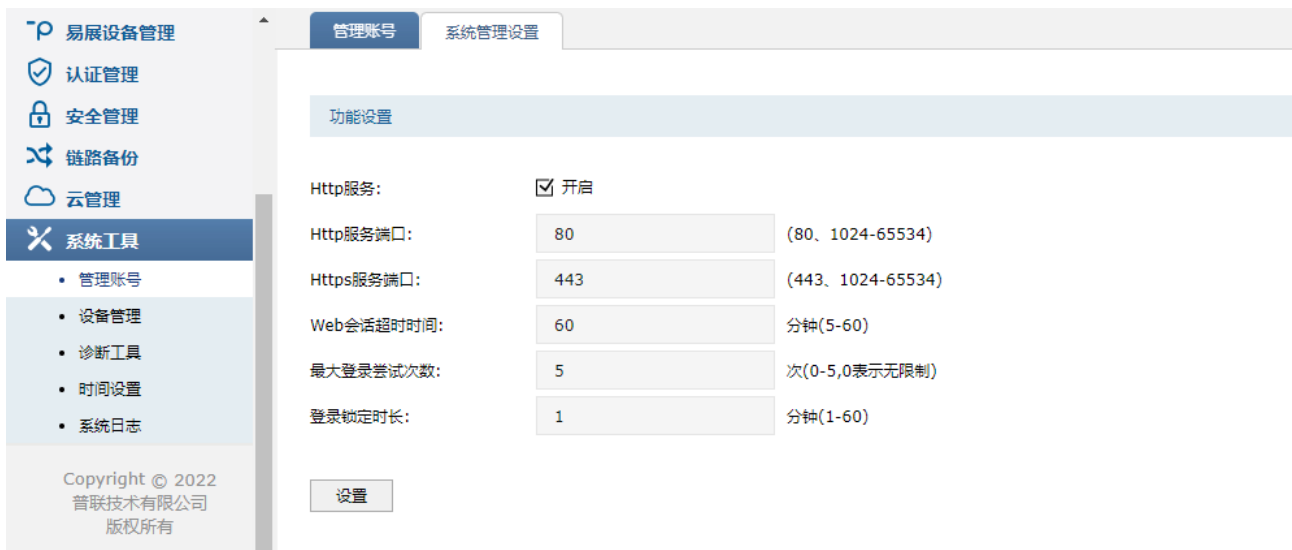 易展设备管理
认证管理
安全管理
链路备份
云管理
系统工具
管理账号
设备管理
诊断工具
时间设置
系统日志
Copyright © 2022
普联技术有限公司
版权所有
管理账号 系统管理设置
功能设置
Http服务: 开启
Http服务端口: 80 (80、1024-65534)
Https服务端口: 443 (443、1024-65534)
Web会话超时时间: 60 分钟(5-60)
最大登录尝试次数: 5 次(0-5,0表示无限制)
登录锁定时长: 1 分钟(1-60)
设置